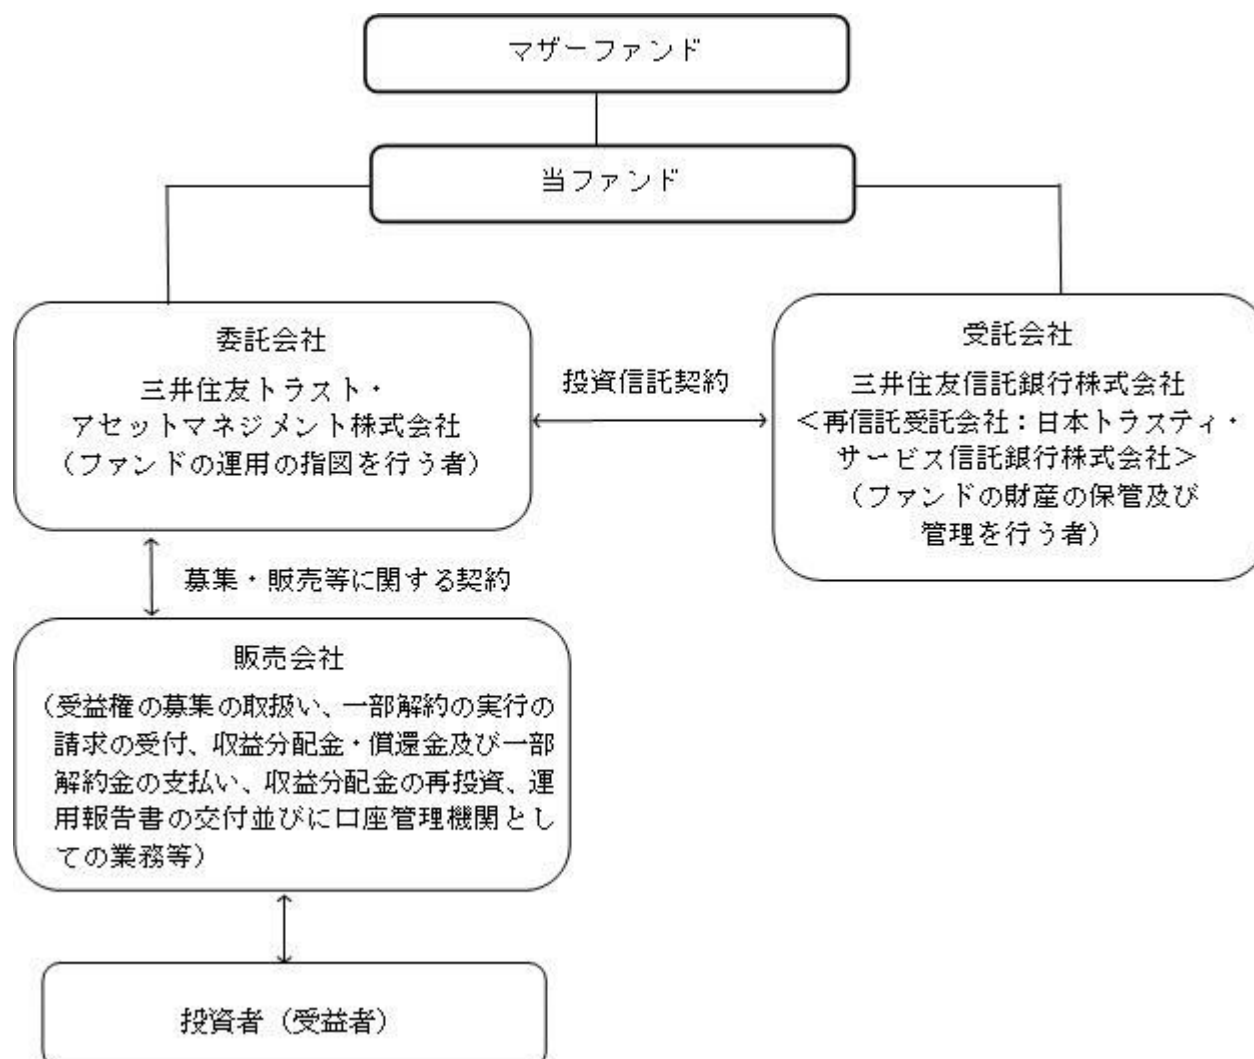 マザーファンド
当ファンド
委託会社
三井住友トラスト・
アセットマネジメント株式会社
（ファンドの運用の指図を行う者）
投資信託契約
受託会社
三井住友信託銀行株式会社
＜再信託受託会社：日本トラスティ・
サービス信託銀行株式会社＞
（ファンドの財産の保管及び
管理を行う者）
募集・販売等に関する契約
販売会社
（受益権の募集の取扱い、一部解約の実行の
請求の受付、収益分配金・償還金及び一部
解約金の支払い、収益分配金の再投資、運
用報告書の交付並びに口座管理機関とし
ての業務等）
投資者（受益者）